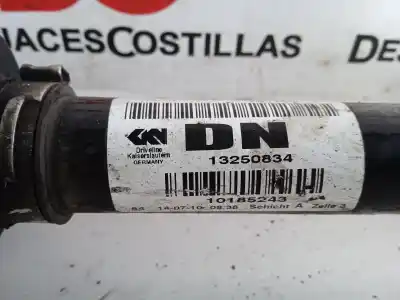 NACESCOSTILLAS
DES
GKN
Driveline
Kaiserslautern
GERMANY
DN
13250834
10185243
14-07-10 08:36 Schicht A Zelle 3